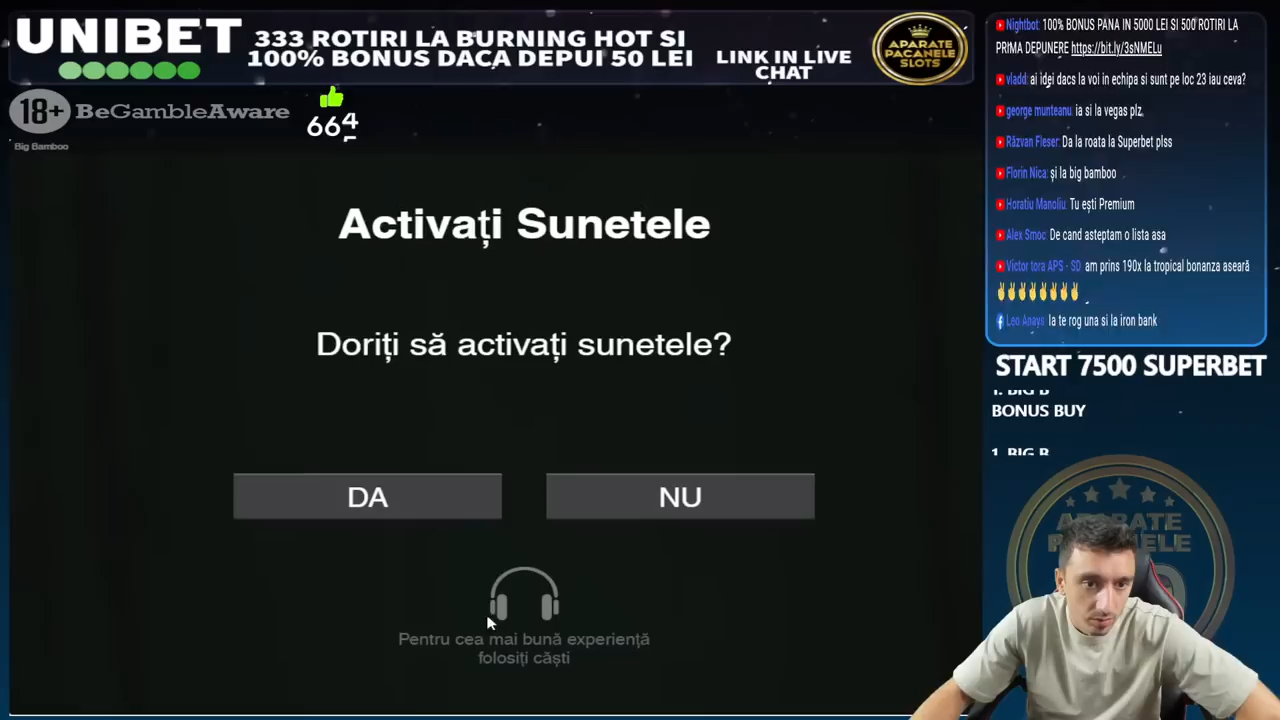 UNIBET
333 ROTIRI LA BURNING HOT SI
100% BONUS DACA DEPUI 50 LEI
LINK IN LIVE
CHAT
APARATE
PACANELE
SLOTS
18+ BeGambleAware
664
Big Bamboo
Activați Sunetele
Doriți să activați sunetele?
DA
NU
Pentru cea mai bună experiență
folosiți căști
Nightbot: 100% BONUS PANA IN 5000 LEI SI 500 ROTIRI LA
PRIMA DEPUNERE https://bit.ly/3sNMELu
vladd: ai idei dacs la voi in echipa si sunt pe loc 23 iau ceva?
george munteanu: ia si la vegas plz
Răzvan Fleser: Da la roata la Superbet plss
Florin Nica: și la big bamboo
Horatiu Manoliu: Tu ești Premium
Alex Smoc: De cand asteptam o lista asa
Victor tora APS - SD: am prins 190x la tropical bonanza aseară
✌✌✌✌✌✌✌✌
Leo Anays: Ia te rog una si la iron bank
START 7500 SUPERBET
1. BIG B
BONUS BUY
1. BIG B
APARATE